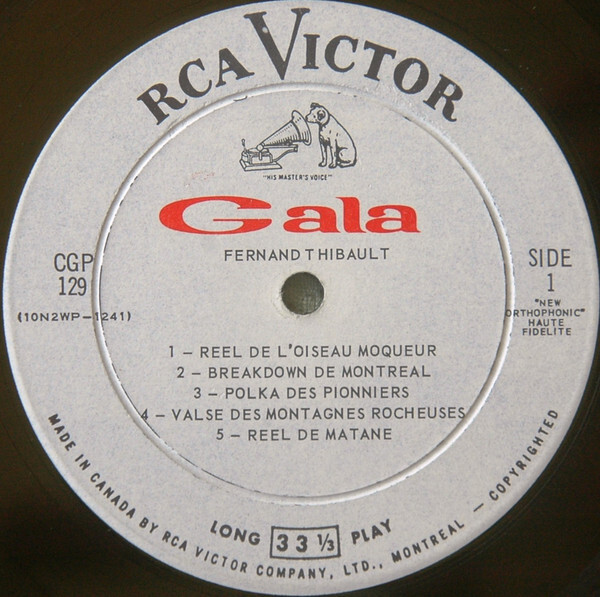 RCA VICTOR
"HIS MASTER'S VOICE"
Gala
FERNAND THIBAULT
CGP
129
(10N2WP-1241)
SIDE
1
"NEW
ORTHOPHONIC"
HAUTE
FIDELITE
1 – REEL DE L'OISEAU MOQUEUR
2 – BREAKDOWN DE MONTREAL
3 – POLKA DES PIONNIERS
4 – VALSE DES MONTAGNES ROCHEUSES
5 – REEL DE MATANE
LONG 33 ⅓ PLAY
MADE IN CANADA BY RCA VICTOR COMPANY, LTD., MONTREAL – COPYRIGHTED